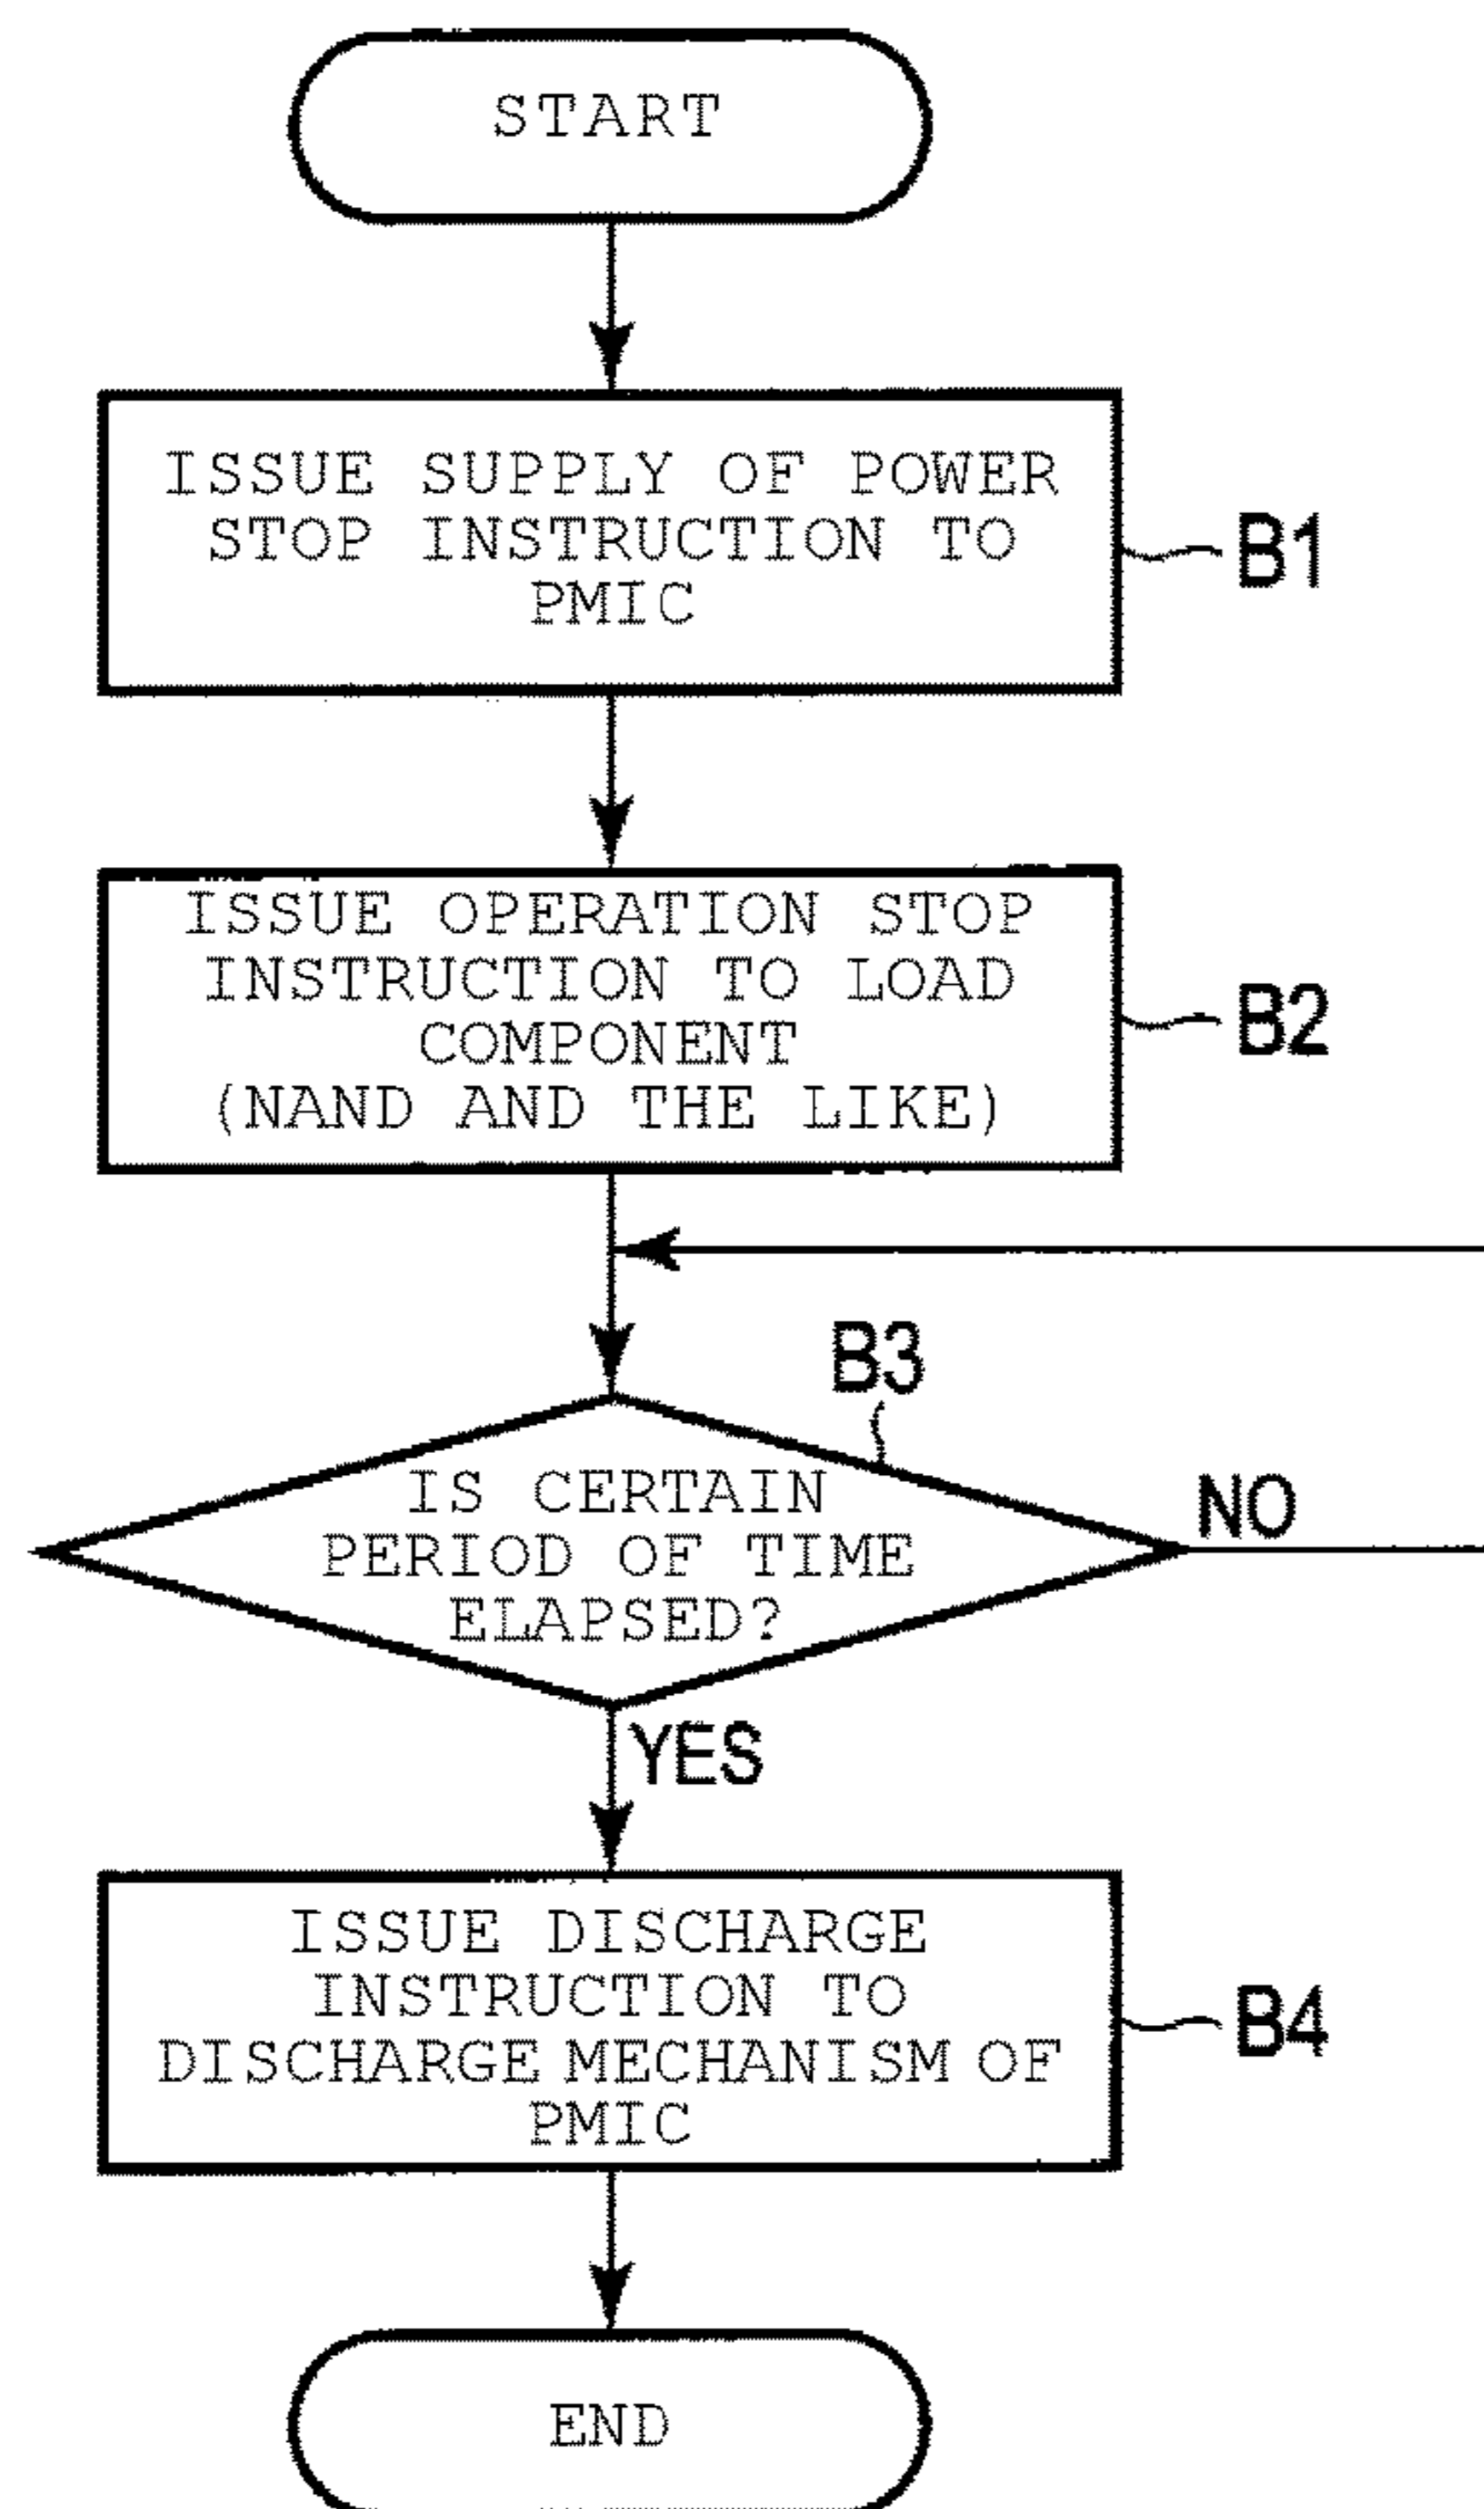 START
ISSUE SUPPLY OF POWER
STOP INSTRUCTION TO
PMIC
B1
ISSUE OPERATION STOP
INSTRUCTION TO LOAD
COMPONENT
(NAND AND THE LIKE)
B2
B3
IS CERTAIN
PERIOD OF TIME
ELAPSED?
NO
YES
ISSUE DISCHARGE
INSTRUCTION TO
DISCHARGE MECHANISM OF
PMIC
B4
END